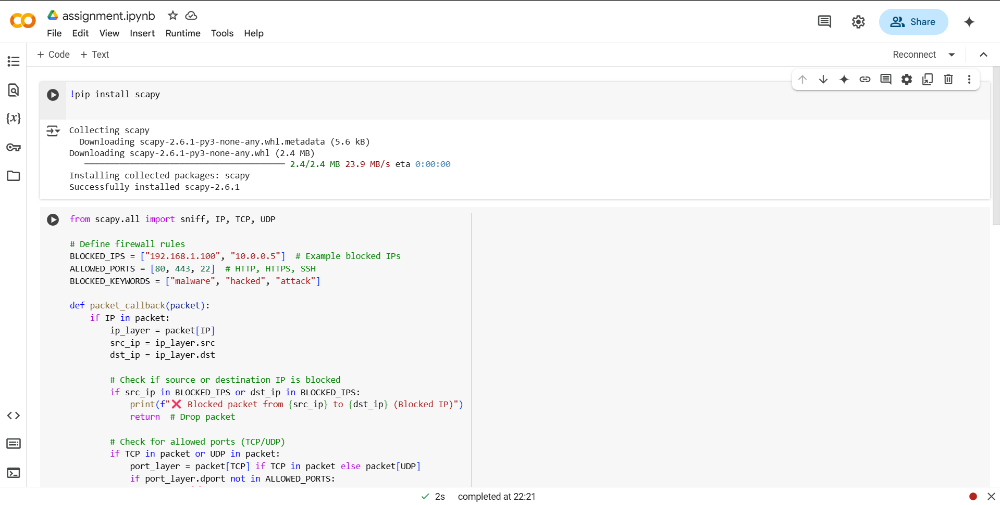 assignment.ipynb
File Edit View Insert Runtime Tools Help
Share
+ Code + Text
Reconnect
!pip install scapy
Collecting scapy
  Downloading scapy-2.6.1-py3-none-any.whl.metadata (5.6 kB)
Downloading scapy-2.6.1-py3-none-any.whl (2.4 MB)
2.4/2.4 MB 23.9 MB/s eta 0:00:00
Installing collected packages: scapy
Successfully installed scapy-2.6.1
{x}
from scapy.all import sniff, IP, TCP, UDP
# Define firewall rules
BLOCKED_IPS = ["192.168.1.100", "10.0.0.5"]  # Example blocked IPs
ALLOWED_PORTS = [80, 443, 22]  # HTTP, HTTPS, SSH
BLOCKED_KEYWORDS = ["malware", "hacked", "attack"]
def packet_callback(packet):
    if IP in packet:
        ip_layer = packet[IP]
        src_ip = ip_layer.src
        dst_ip = ip_layer.dst
        # Check if source or destination IP is blocked
        if src_ip in BLOCKED_IPS or dst_ip in BLOCKED_IPS:
            print(f"❌ Blocked packet from {src_ip} to {dst_ip} (Blocked IP)")
            return  # Drop packet
        # Check for allowed ports (TCP/UDP)
        if TCP in packet or UDP in packet:
            port_layer = packet[TCP] if TCP in packet else packet[UDP]
            if port_layer.dport not in ALLOWED_PORTS:
2s completed at 22:21